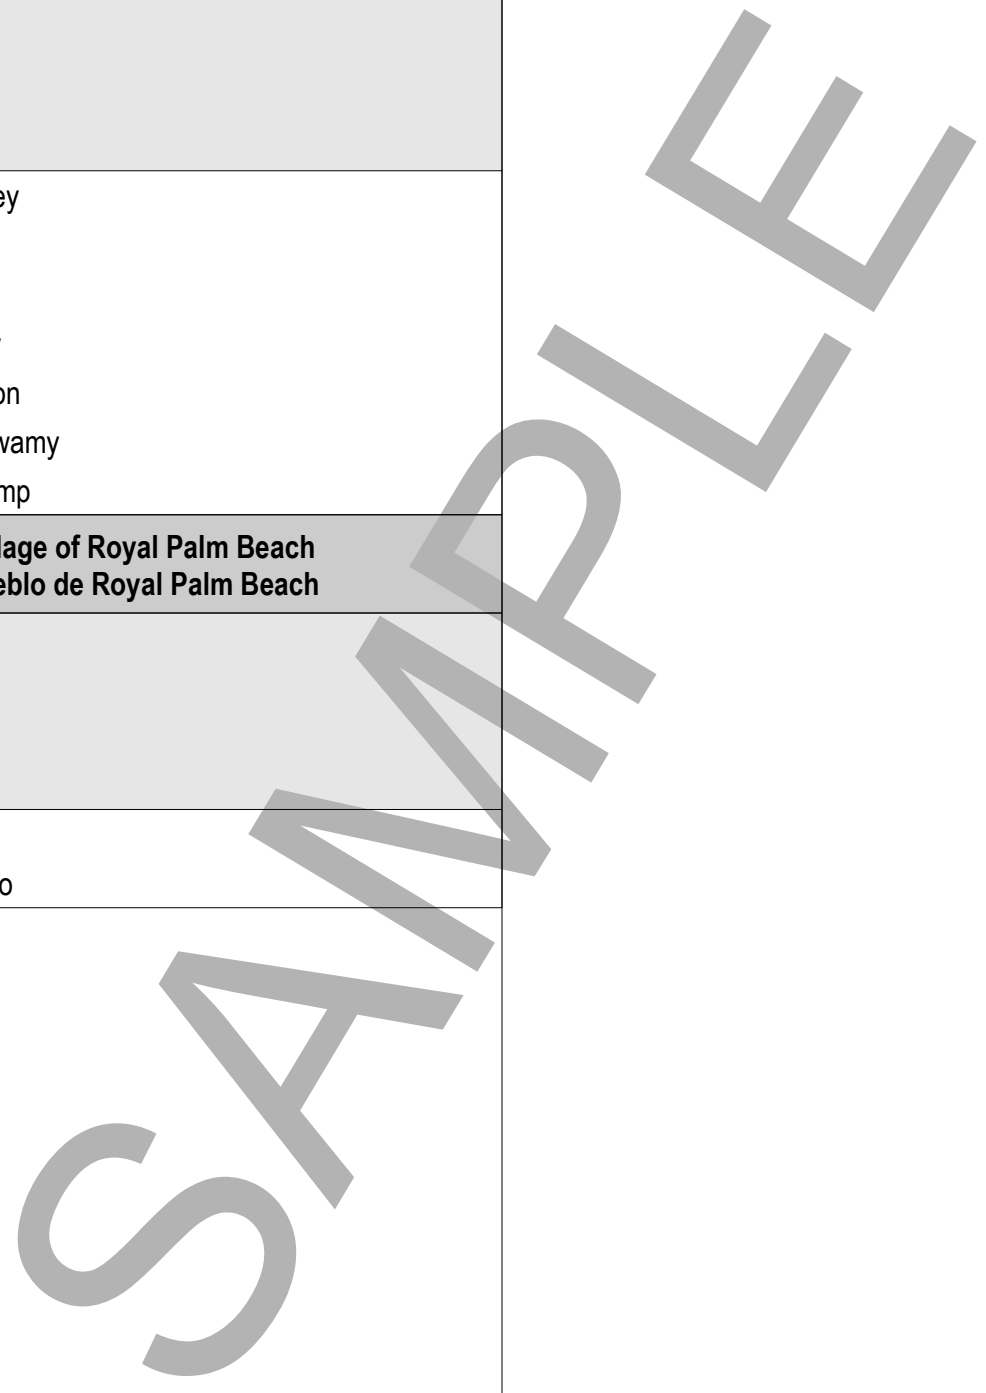 ey
on
wamy
mp
lage of Royal Palm Beach
eblo de Royal Palm Beach
o
SAMPLE